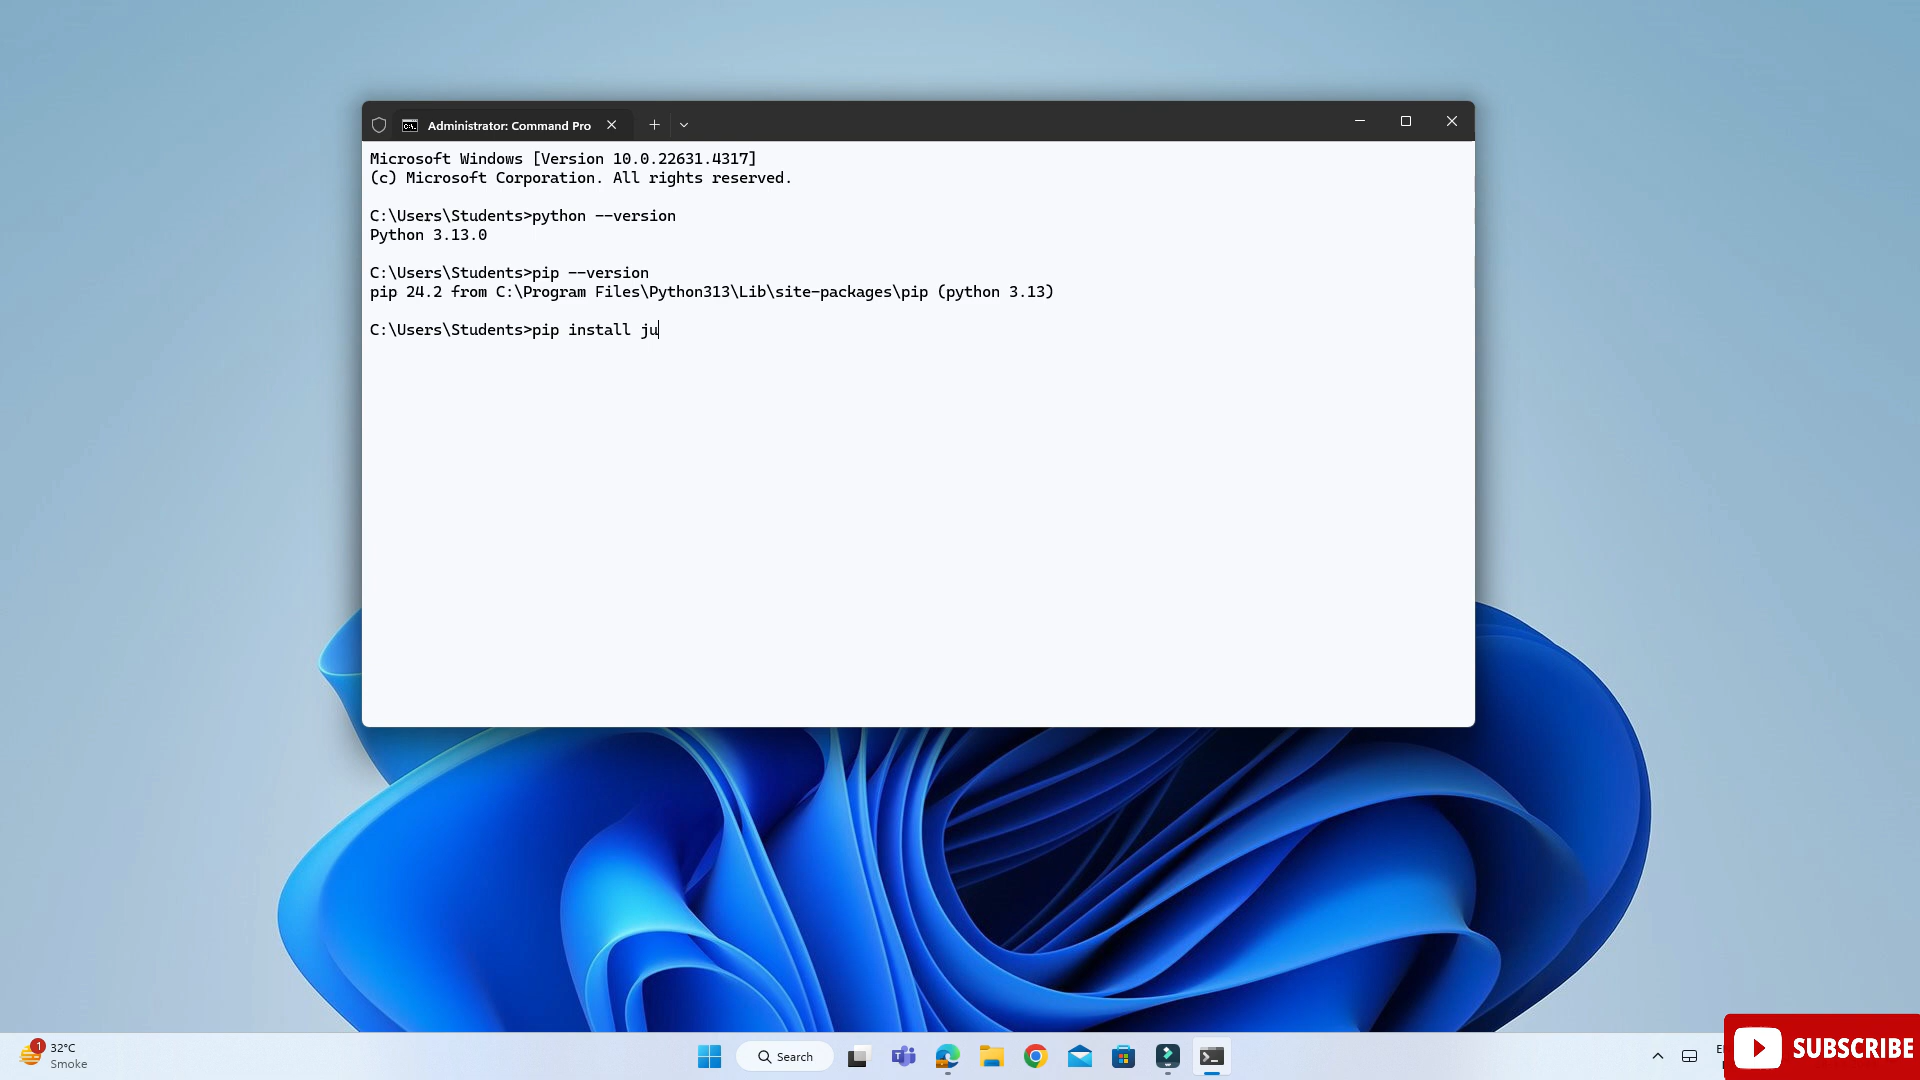 Administrator: Command Pro
Microsoft Windows [Version 10.0.22631.4317]
(c) Microsoft Corporation. All rights reserved.
C:\Users\Students>python --version
Python 3.13.0
C:\Users\Students>pip --version
pip 24.2 from C:\Program Files\Python313\Lib\site-packages\pip (python 3.13)
C:\Users\Students>pip install ju
1
32°C
Smoke
Search
SUBSCRIBE